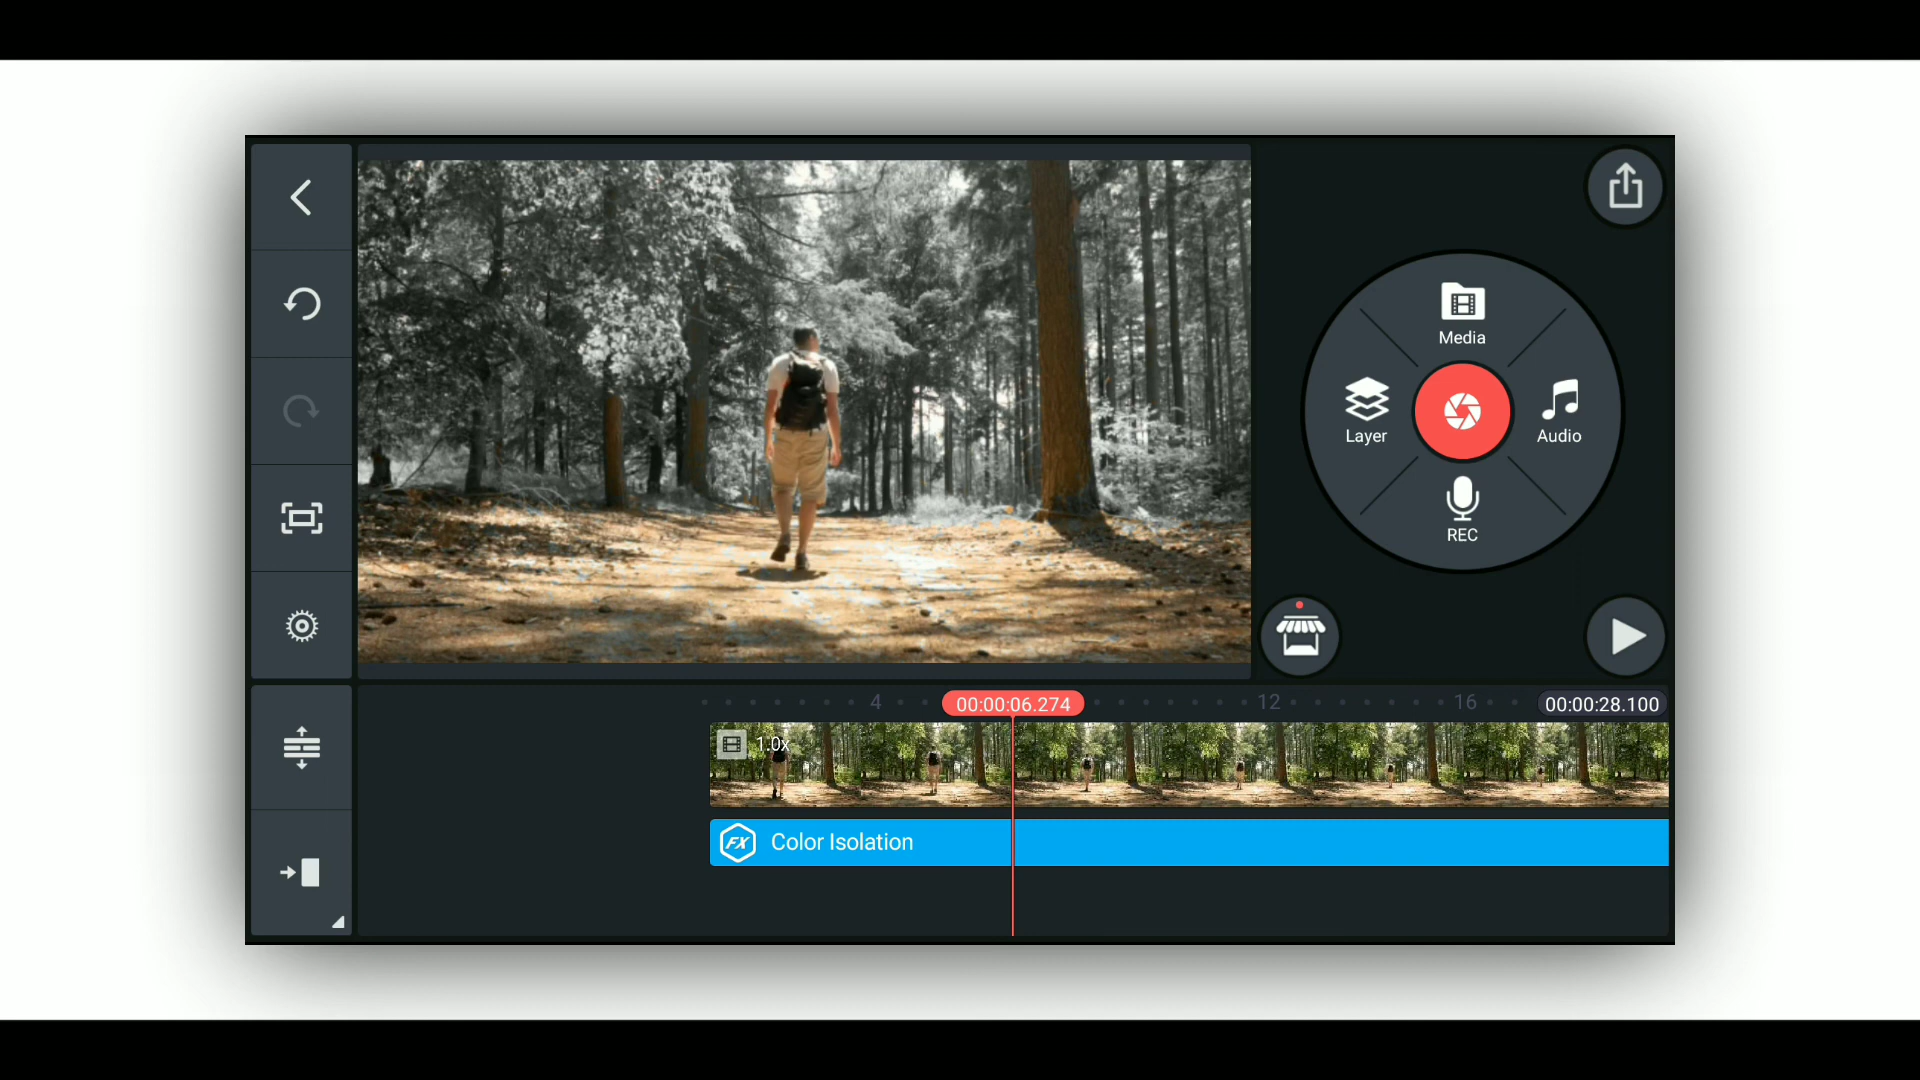 Media
Layer
Audio
REC
4
00:00:06.274
12
16
00:00:28.100
1.0x
FX
Color Isolation